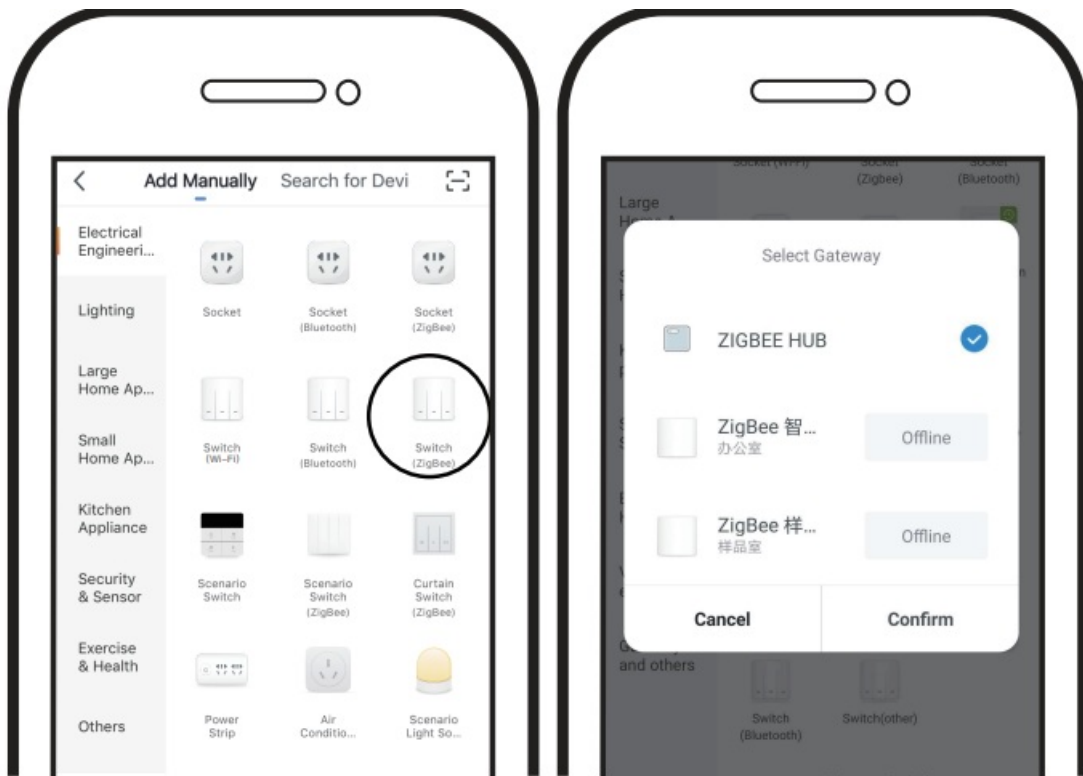 Add Manually
Search for Devi
Electrical
Engineeri...
Lighting
Large
Home Ap...
Small
Home Ap...
Kitchen
Appliance
Security
& Sensor
Exercise
& Health
Others
Socket
Socket
(Bluetooth)
Socket
(ZigBee)
Switch
(Wi-Fi)
Switch
(Bluetooth)
Switch
(ZigBee)
Scenario
Switch
Scenario
Switch
(ZigBee)
Curtain
Switch
(ZigBee)
Power
Strip
Air
Conditio...
Scenario
Light So...
Socket (Wi-Fi)
Socket
(Zigbee)
Socket
(Bluetooth)
Large
Select Gateway
ZIGBEE HUB
ZigBee 智...
办公室
Offline
ZigBee 样...
样品室
Offline
Cancel
Confirm
and others
Switch
(Bluetooth)
Switch(other)